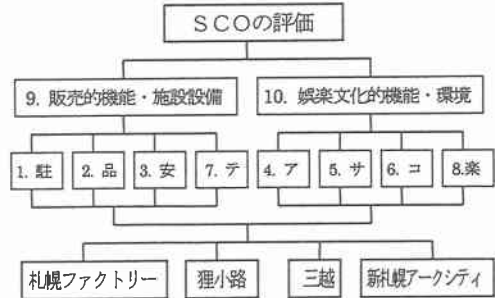 SCOの評価
9. 販売的機能・施設設備
10. 娯楽文化的機能・環境
1. 駐
2. 品
3. 安
7. テ
4. ア
5. サ
6. コ
8.楽
札幌ファクトリー
狸小路
三越
新札幌アークシティ